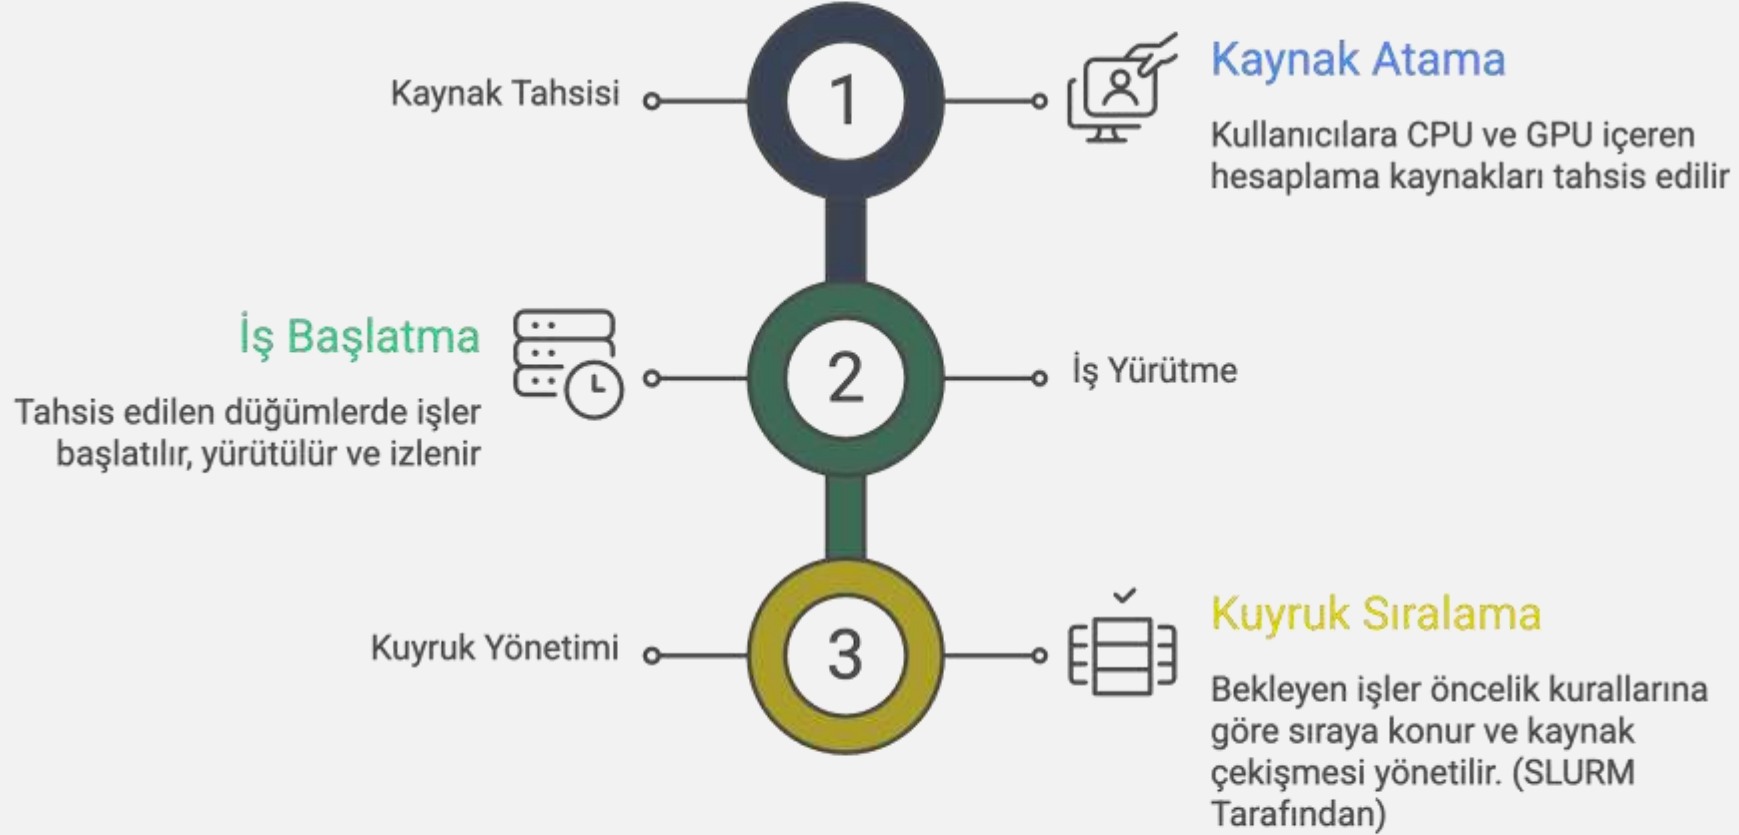 Kaynak Tahsisi
1
Kaynak Atama
Kullanıcılara CPU ve GPU içeren
hesaplama kaynakları tahsis edilir
İş Başlatma
Tahsis edilen düğümlerde işler
başlatılır, yürütülür ve izlenir
2
İş Yürütme
Kuyruk Yönetimi
3
Kuyruk Sıralama
Bekleyen işler öncelik kurallarına
göre sıraya konur ve kaynak
çekişmesi yönetilir. (SLURM
Tarafından)